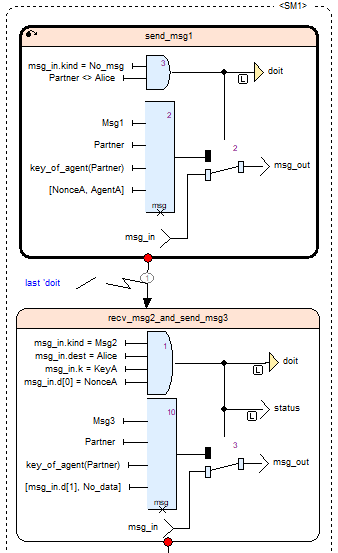 <SM1>
send_msg1
msg_in.kind = No_msg
Partner <> Alice
3
L
doit
Msg1
2
Partner
key_of_agent(Partner)
[NonceA, AgentA]
msg
2
msg_out
msg_in
last 'doit
1
recv_msg2_and_send_msg3
msg_in.kind = Msg2
msg_in.dest = Alice
msg_in.k = KeyA
msg_in.d[0] = NonceA
1
L
doit
L
status
Msg3
10
Partner
key_of_agent(Partner)
[msg_in.d[1], No_data]
msg
3
msg_out
msg_in